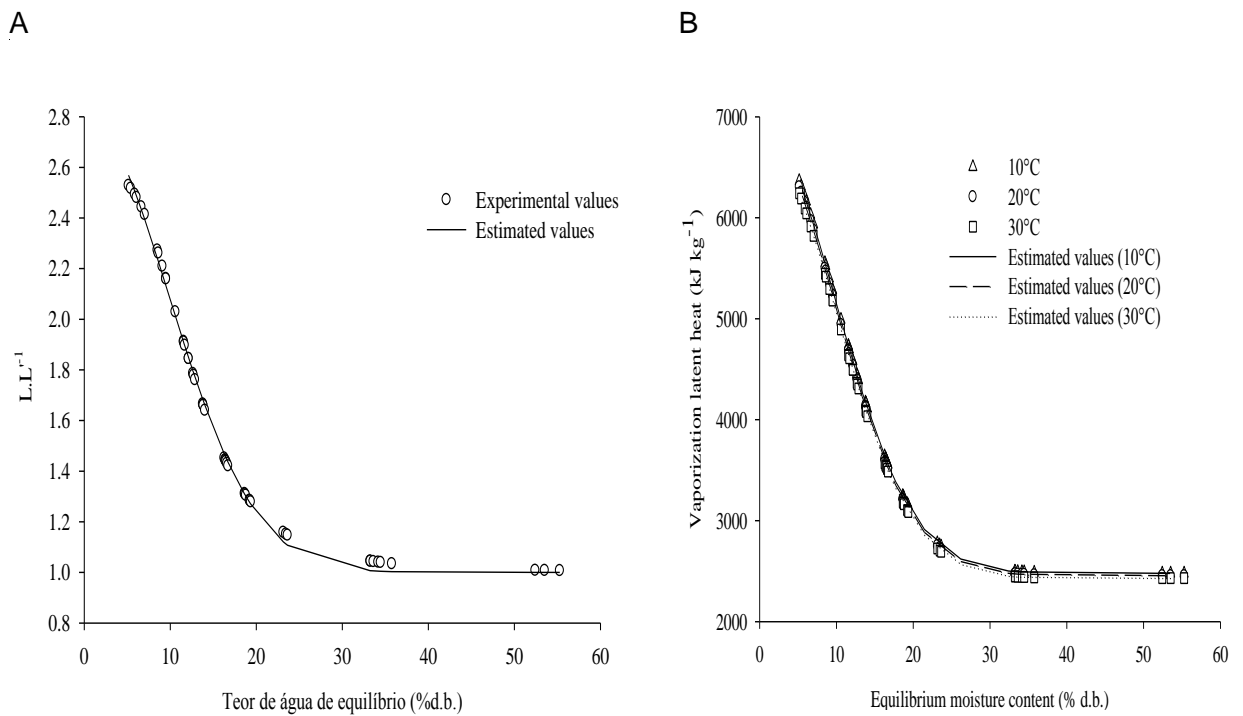 A
B
2.8
2.6
2.4
2.2
2.0
1.8
1.6
1.4
1.2
1.0
0.8
0
10
20
30
40
50
60
L.L'⁻¹
Teor de água de equilíbrio (%d.b.)
Experimental values
Estimated values
7000
6000
5000
4000
3000
2000
0
10
20
30
40
50
60
Vaporization latent heat (kJ kg⁻¹)
Equilibrium moisture content (% d.b.)
10°C
20°C
30°C
Estimated values (10°C)
Estimated values (20°C)
Estimated values (30°C)